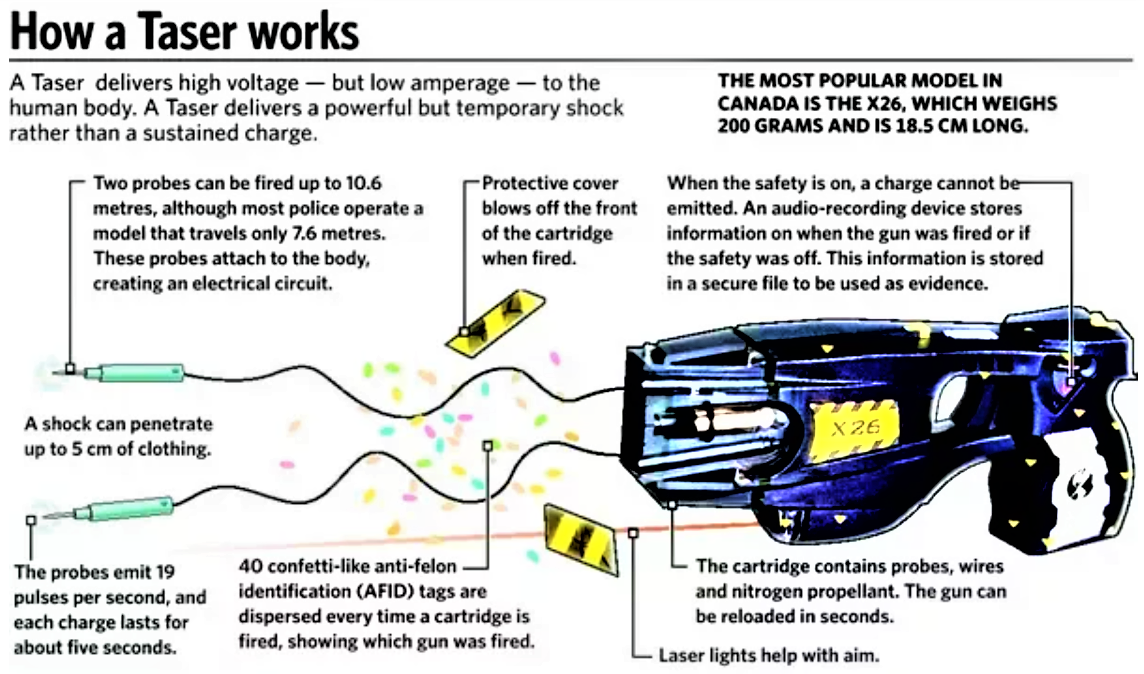 How a Taser works
A Taser delivers high voltage — but low amperage — to the
human body. A Taser delivers a powerful but temporary shock
rather than a sustained charge.
THE MOST POPULAR MODEL IN
CANADA IS THE X26, WHICH WEIGHS
200 GRAMS AND IS 18.5 CM LONG.
Two probes can be fired up to 10.6
metres, although most police operate a
model that travels only 7.6 metres.
These probes attach to the body,
creating an electrical circuit.
Protective cover
blows off the front
of the cartridge
when fired.
When the safety is on, a charge cannot be
emitted. An audio-recording device stores
information on when the gun was fired or if
the safety was off. This information is stored
in a secure file to be used as evidence.
A shock can penetrate
up to 5 cm of clothing.
X26
The probes emit 19
pulses per second, and
each charge lasts for
about five seconds.
40 confetti-like anti-felon
identification (AFID) tags are
dispersed every time a cartridge is
fired, showing which gun was fired.
The cartridge contains probes, wires
and nitrogen propellant. The gun can
be reloaded in seconds.
Laser lights help with aim.